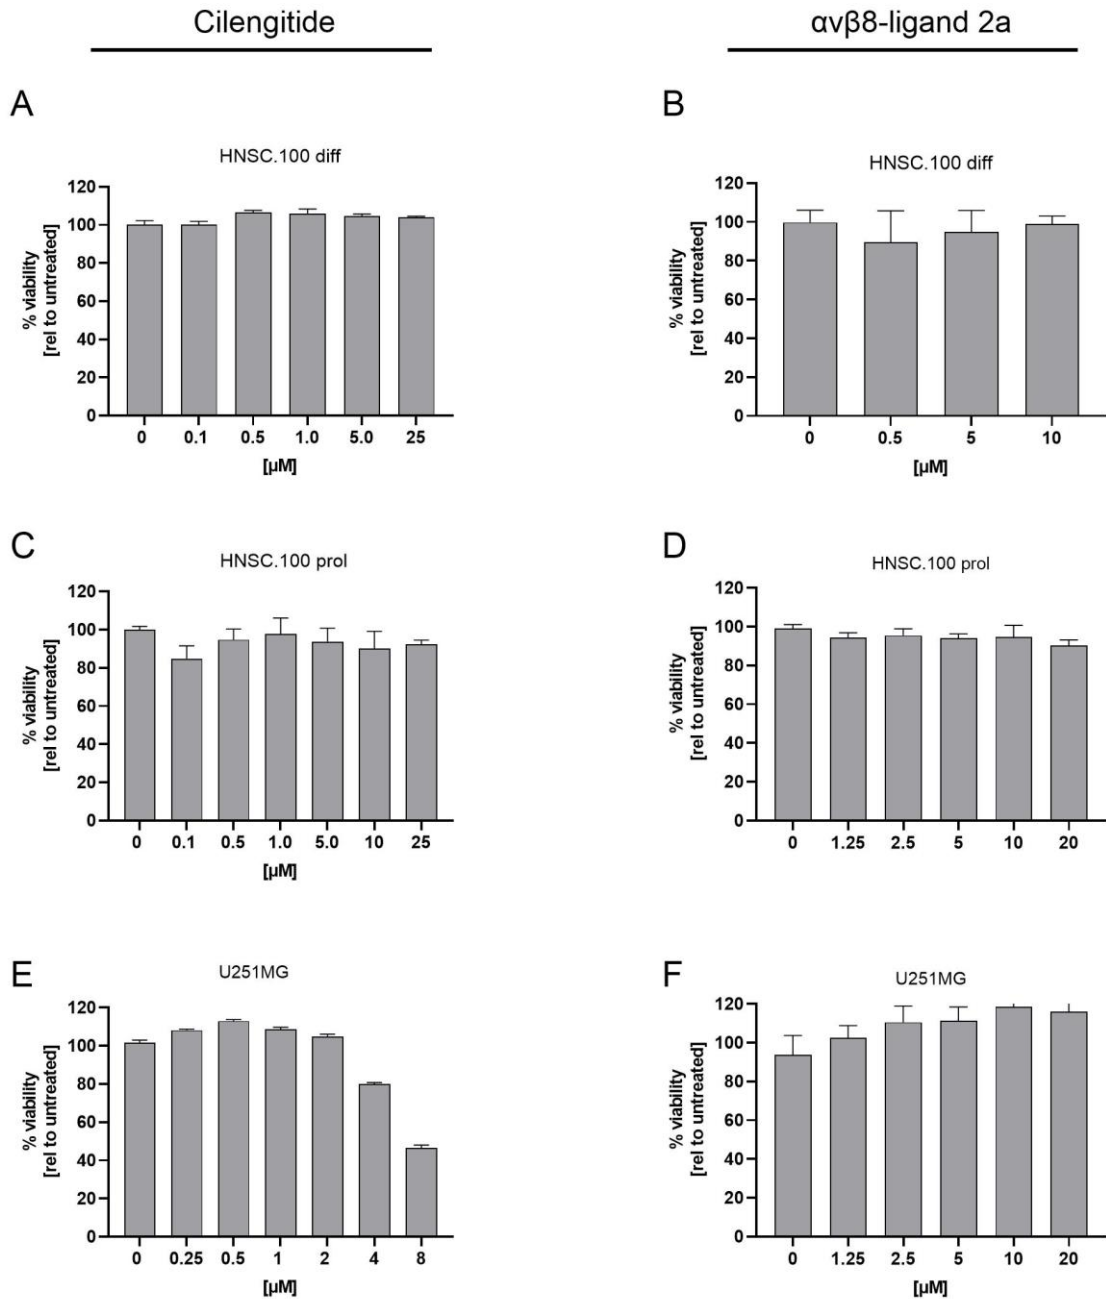 Cilengitide
αvβ8-ligand 2a
A
HNSC.100 diff
120
100
80
60
40
20
0
% viability
[rel to untreated]
0 0.1 0.5 1.0 5.0 25
[µM]
B
HNSC.100 diff
120
100
80
60
40
20
0
% viability
[rel to untreated]
0 0.5 5 10
[µM]
C
HNSC.100 prol
120
100
80
60
40
20
0
% viability
[rel to untreated]
0 0.1 0.5 1.0 5.0 10 25
[µM]
D
HNSC.100 prol
120
100
80
60
40
20
0
% viability
[rel to untreated]
0 1.25 2.5 5 10 20
[µM]
E
U251MG
120
100
80
60
40
20
0
% viability
[rel to untreated]
0 0.25 0.5 1 2 4 8
[µM]
F
U251MG
120
100
80
60
40
20
0
% viability
[rel to untreated]
0 1.25 2.5 5 10 20
[µM]